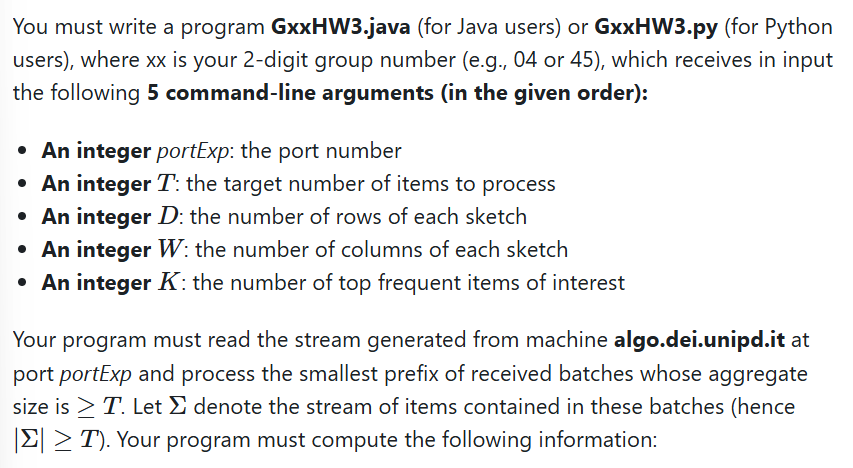 You must write a program GxxHW3.java (for Java users) or GxxHW3.py (for Python
users), where xx is your 2-digit group number (e.g., 04 or 45), which receives in input
the following 5 command-line arguments (in the given order):
• An integer portExp: the port number
• An integer T: the target number of items to process
• An integer D: the number of rows of each sketch
• An integer W: the number of columns of each sketch
• An integer K: the number of top frequent items of interest
Your program must read the stream generated from machine algo.dei.unipd.it at
port portExp and process the smallest prefix of received batches whose aggregate
size is ≥ T. Let Σ denote the stream of items contained in these batches (hence
|Σ| ≥ T). Your program must compute the following information: